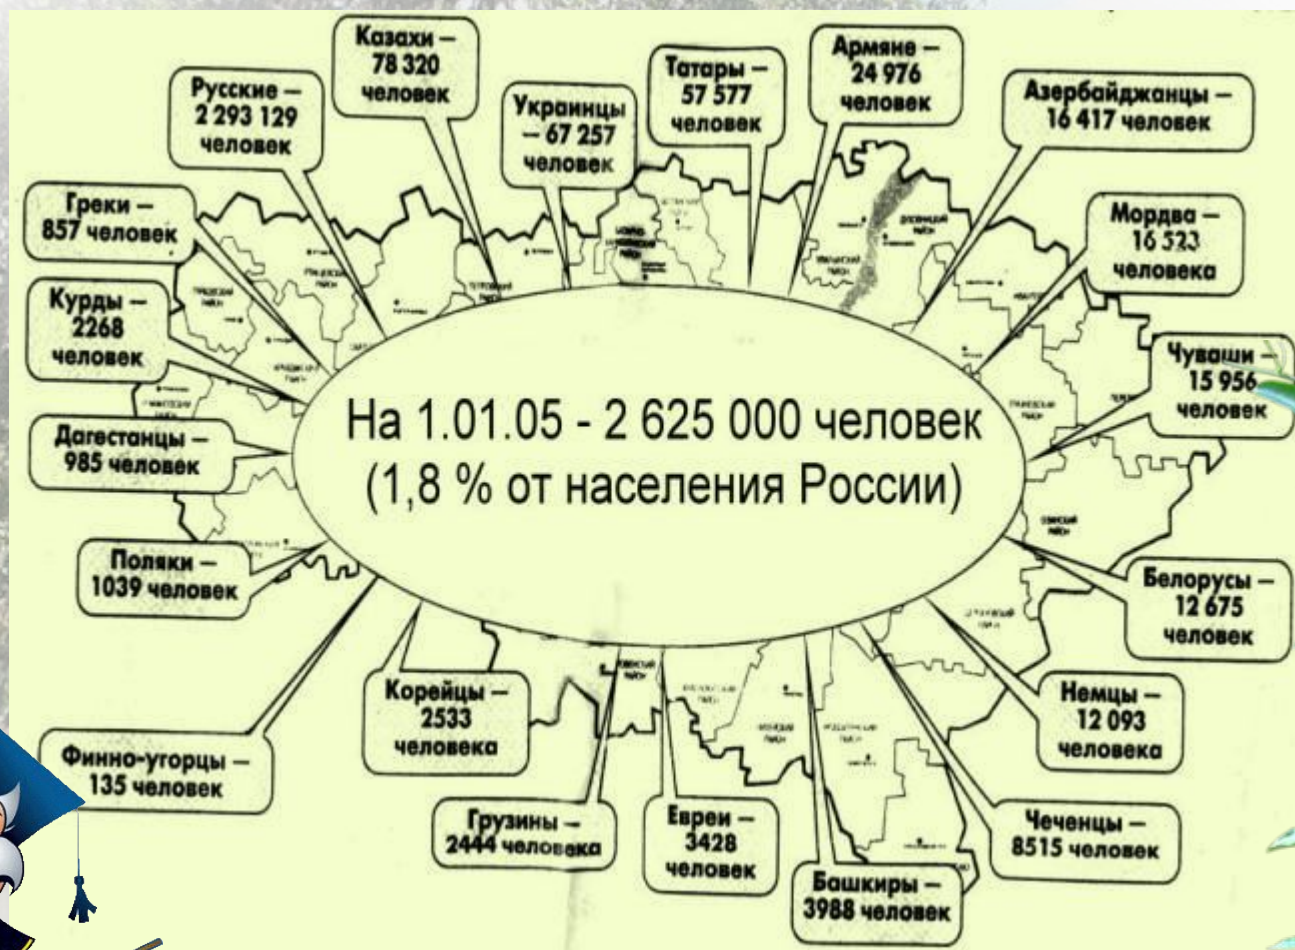 Казахи —
78 320
человек
Русские —
2 293 129
человек
Украинцы
— 67 257
человек
Татары —
57 577
человек
Армяне —
24 976
человек
Азербайджанцы —
16 417 человек
Греки —
857 человек
Мордва —
16 523
человека
Курды —
2268
человек
Чуваши —
15 956
человек
Дагестанцы —
985 человек
На 1.01.05 - 2 625 000 человек
(1,8 % от населения России)
Поляки —
1039 человек
Белорусы —
12 675
человек
Корейцы —
2533
человека
Немцы —
12 093
человека
Финно-угорцы —
135 человек
Грузины —
2444 человека
Евреи —
3428
человек
Чеченцы —
8515 человек
Башкиры —
3988 человек